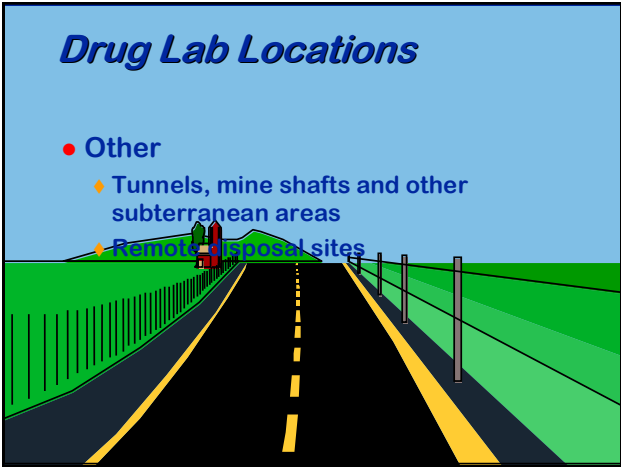 Drug Lab Locations
Other
Tunnels, mine shafts and other
subterranean areas
Remote disposal sites